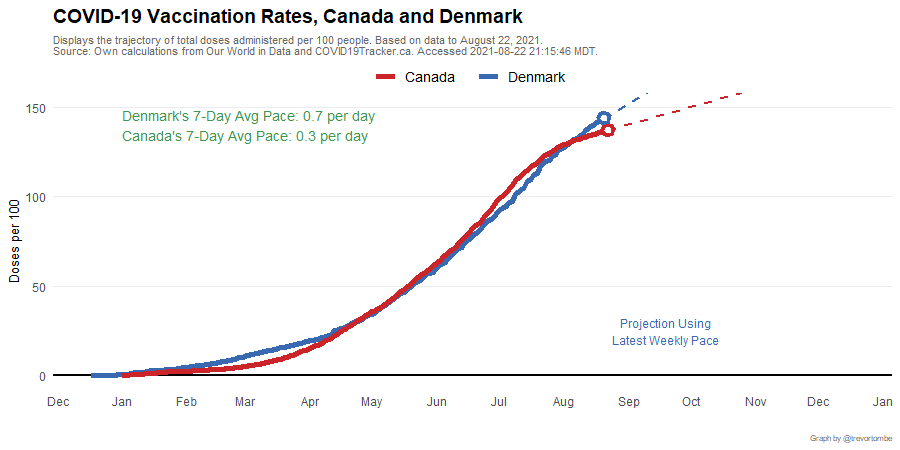 COVID-19 Vaccination Rates, Canada and Denmark
Displays the trajectory of total doses administered per 100 people. Based on data to August 22, 2021.
Source: Own calculations from Our World in Data and COVID19Tracker.ca. Accessed 2021-08-22 21:15:46 MDT.
Canada Denmark
Denmark's 7-Day Avg Pace: 0.7 per day
Canada's 7-Day Avg Pace: 0.3 per day
Doses per 100
150
100
50
0
Projection Using
Latest Weekly Pace
Dec Jan Feb Mar Apr May Jun Jul Aug Sep Oct Nov Dec Jan
Graph by @trevortombe